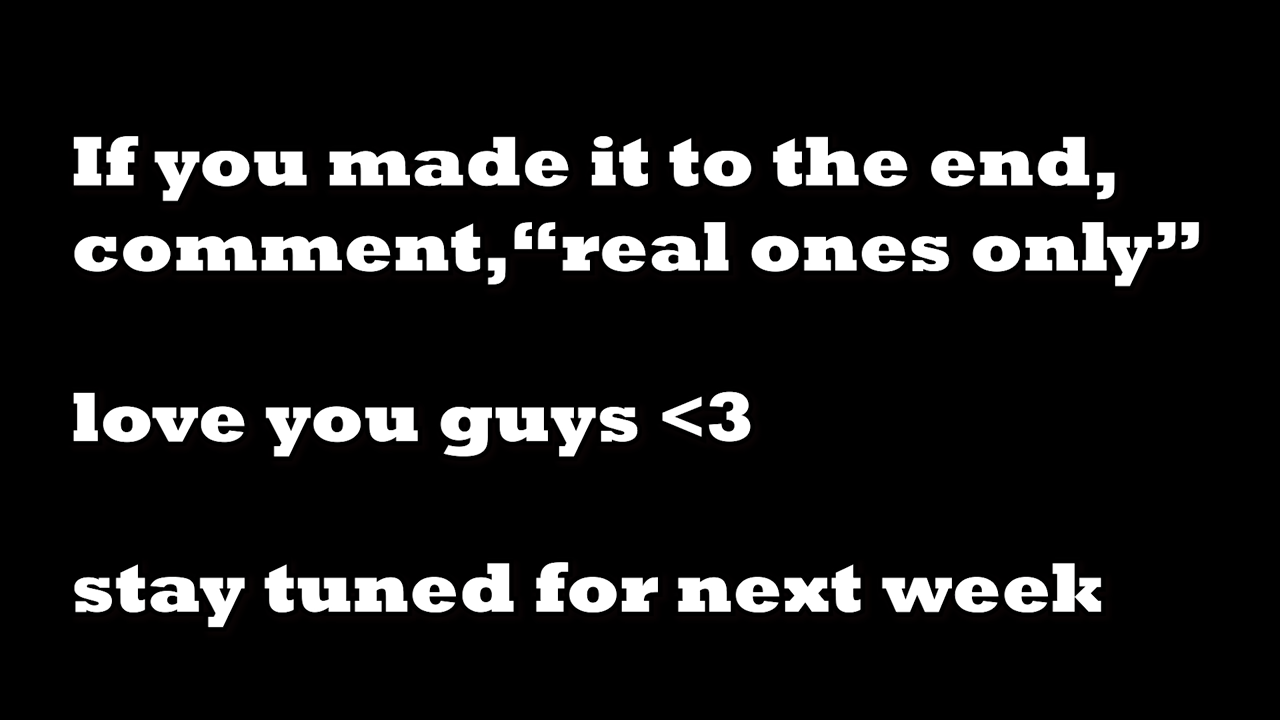 If you made it to the end,
comment,“real ones only”
love you guys <3
stay tuned for next week